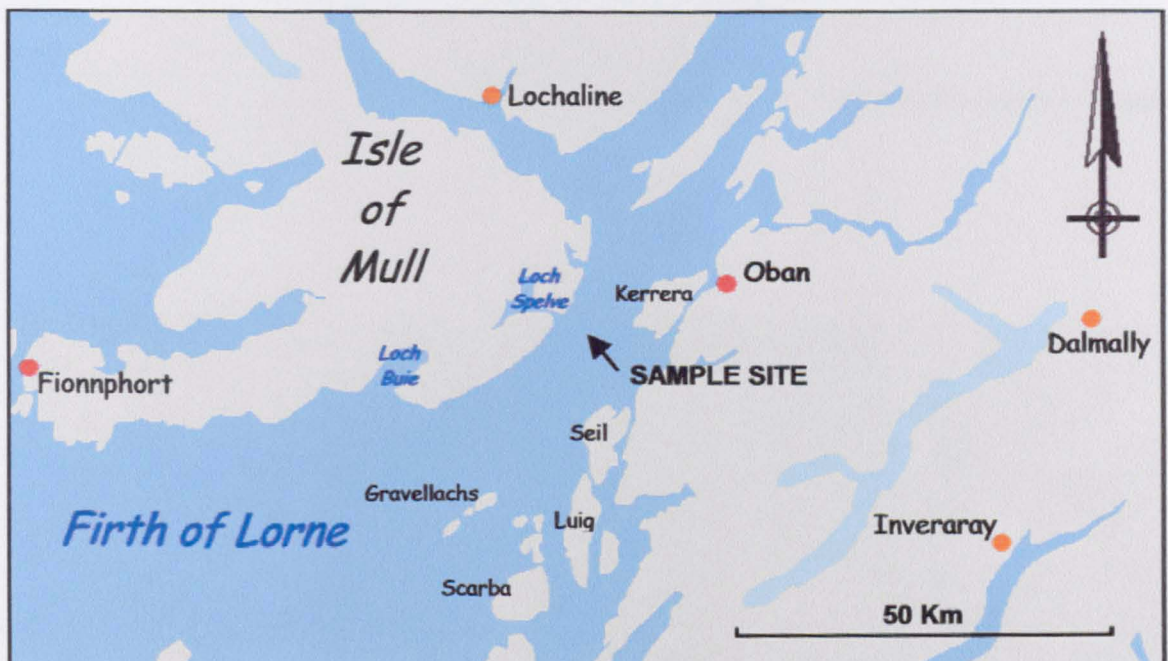 Lochaline
Isle
of
Mull
Loch
Spelve
Kerrera
Oban
Dalmally
Loch
Buie
SAMPLE SITE
Fionnphort
Seil
Gravellachs
Luig
Firth of Lorne
Inveraray
Scarba
50 Km